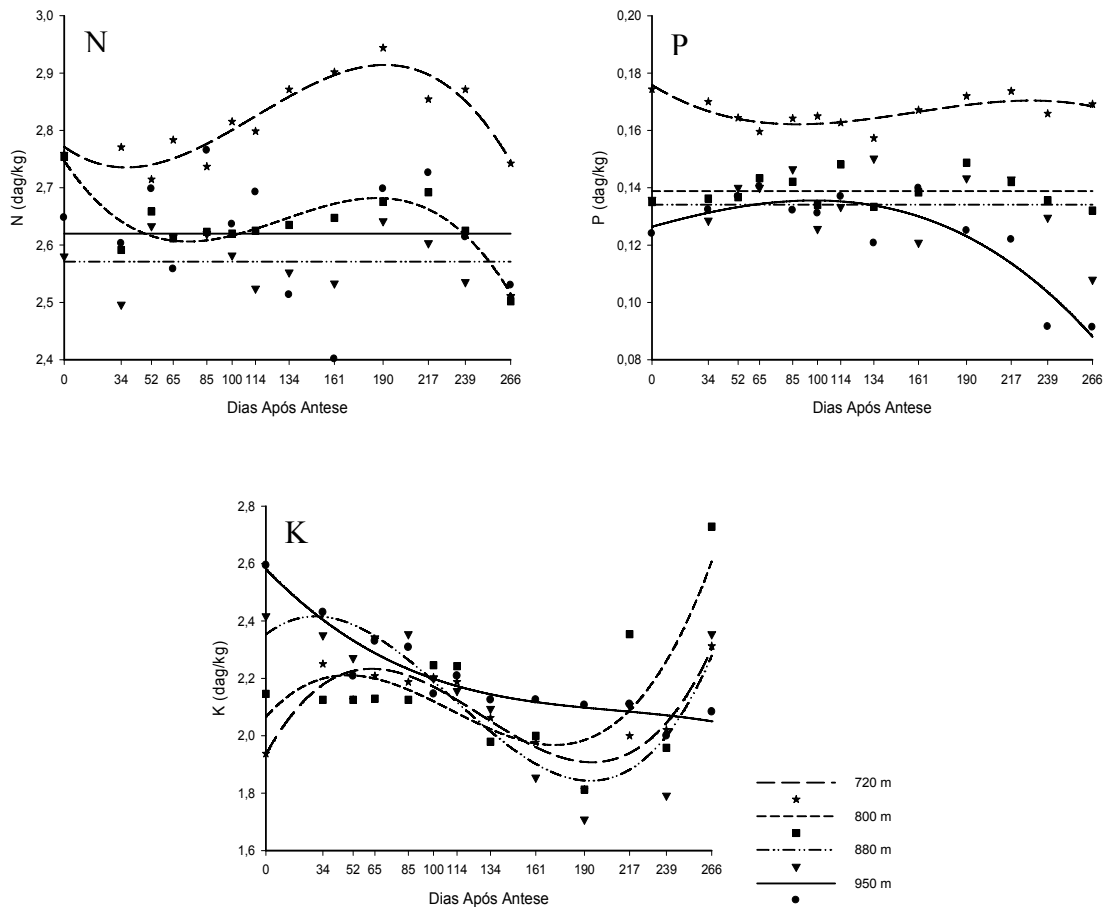 N
N (dag/kg)
3,0
2,9
2,8
2,7
2,6
2,5
2,4
0 34 52 65 85 100 114 134 161 190 217 239 266
Dias Após Antese
P
P (dag/kg)
0,20
0,18
0,16
0,14
0,12
0,10
0,08
0 34 52 65 85 100 114 134 161 190 217 239 266
Dias Após Antese
K
K (dag/kg)
2,8
2,6
2,4
2,2
2,0
1,8
1,6
0 34 52 65 85 100 114 134 161 190 217 239 266
Dias Após Antese
720 m
800 m
880 m
950 m